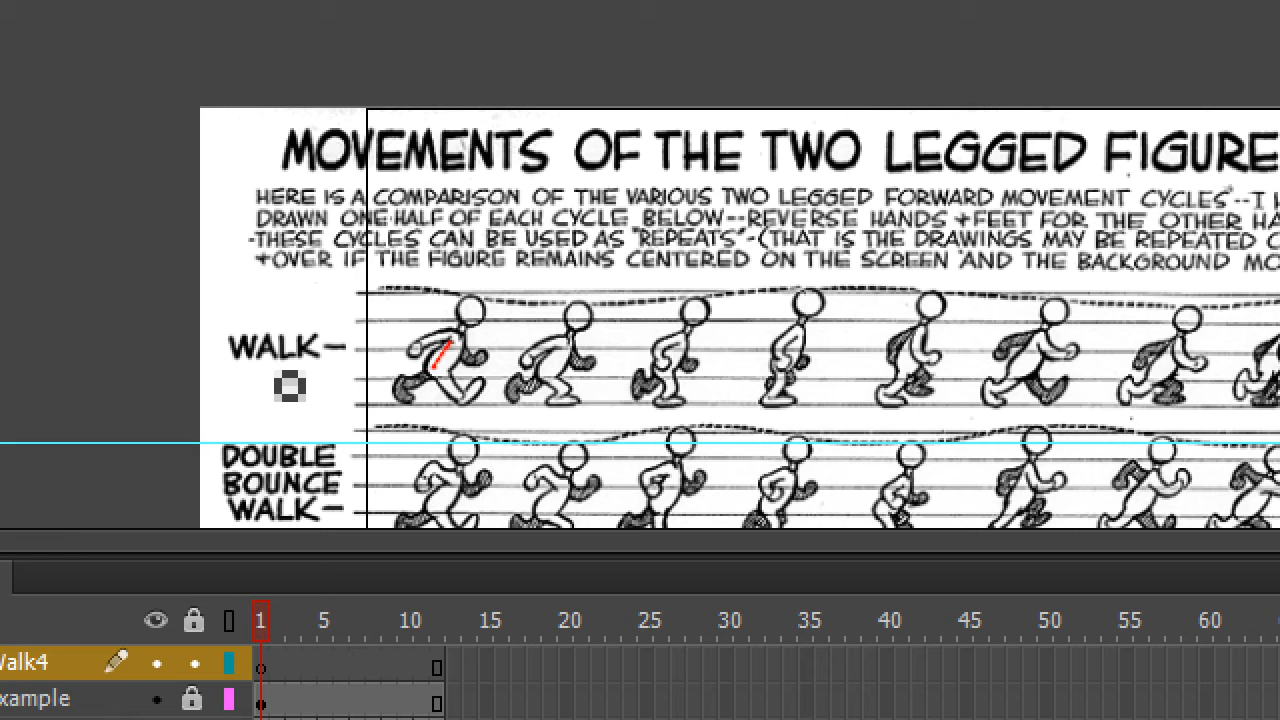 MOVEMENTS OF THE TWO LEGGED FIGURE
HERE IS A COMPARISON OF THE VARIOUS TWO LEGGED FORWARD MOVEMENT CYCLES"--I
DRAWN ONE-HALF OF EACH CYCLE BELOW--REVERSE HANDS + FEET FOR THE OTHER
-THESE CYCLES CAN BE USED AS "REPEATS"-(THAT IS THE DRAWINGS MAY BE REPEATED
+OVER IF THE FIGURE REMAINS CENTERED ON THE SCREEN AND THE BACKGROUND
WALK-
DOUBLE
BOUNCE
WALK-
1 5 10 15 20 25 30 35 40 45 50 55 60
Walk4
xample